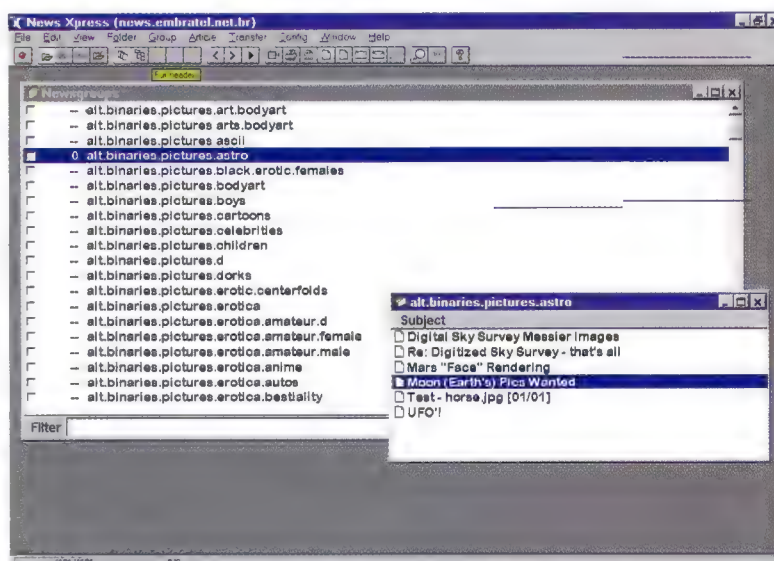 News Xpress (news.embratel.net.br)
File Edit View Folder Group Article Transfer Config Window Help
Full header
Newsgroups
-- alt.binaries.pictures.art.bodyart
-- alt.binaries.pictures arts.bodyart
-- alt.binaries.pictures ascii
0 alt.binaries.pictures.astro
-- alt.binaries.pictures.black.erotic.females
-- alt.binaries.pictures.bodyart
-- alt.binaries.pictures.boys
-- alt.binaries.pictures.cartoons
-- alt.binaries.pictures.celebrities
-- alt.binaries.pictures.children
-- alt.binaries.pictures.d
-- alt.binaries.pictures.dorks
-- alt.binaries.pictures.erotic.centerfolds
-- alt.binaries.pictures.erotica
-- alt.binaries.pictures.erotica.amateur.d
-- alt.binaries.pictures.erotica.amateur.female
-- alt.binaries.pictures.erotica.amateur.male
-- alt.binaries.pictures.erotica.anime
-- alt.binaries.pictures.erotica.autos
-- alt.binaries.pictures.erotica.bestiality
Filter
alt.binaries.pictures.astro
Subject
Digital Sky Survey Messier Images
Re: Digitized Sky Survey - that's all
Mars "Face" Rendering
Moon (Earth's) Pics Wanted
Test - horse.jpg [01/01]
UFO'!